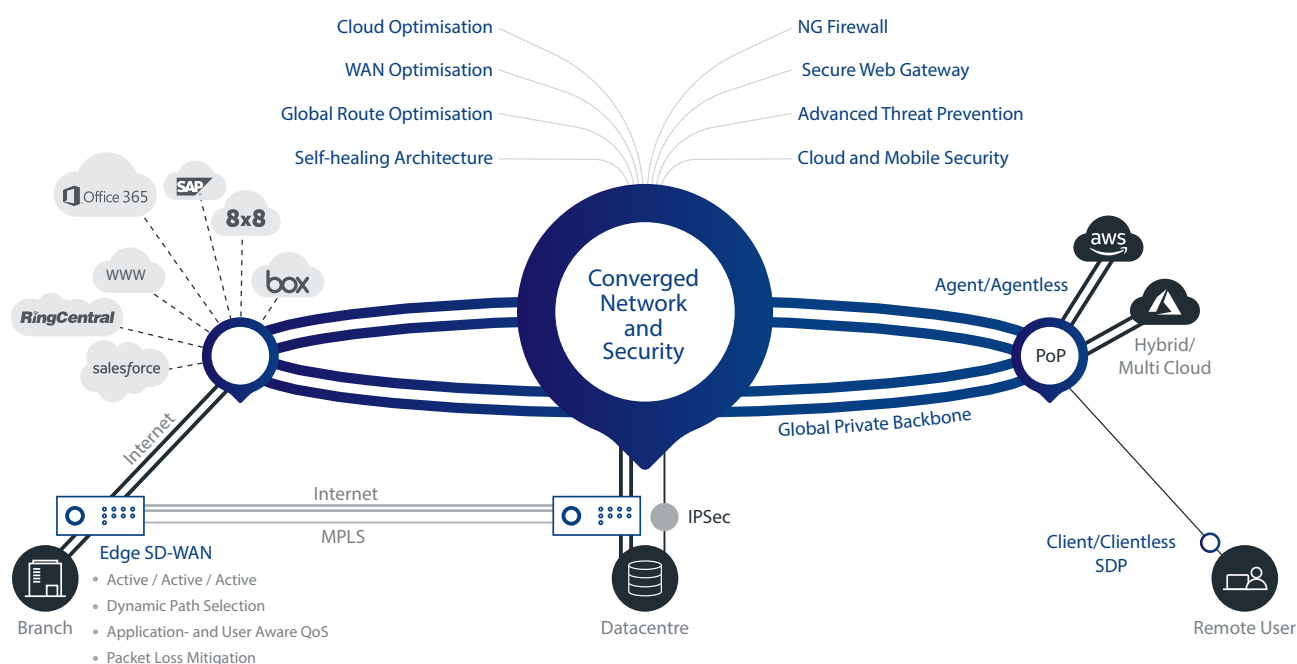 Cloud Optimisation
WAN Optimisation
Global Route Optimisation
Self-healing Architecture
NG Firewall
Secure Web Gateway
Advanced Threat Prevention
Cloud and Mobile Security
Office 365
SAP
8x8
www
box
RingCentral
salesforce
Converged
Network
and
Security
Agent/Agentless
aws
PoP
Hybrid/
Multi Cloud
Global Private Backbone
Internet
Internet
MPLS
IPSec
Edge SD-WAN
• Active / Active / Active
• Dynamic Path Selection
• Application- and User Aware QoS
• Packet Loss Mitigation
Branch
Datacentre
Client/Clientless
SDP
Remote User